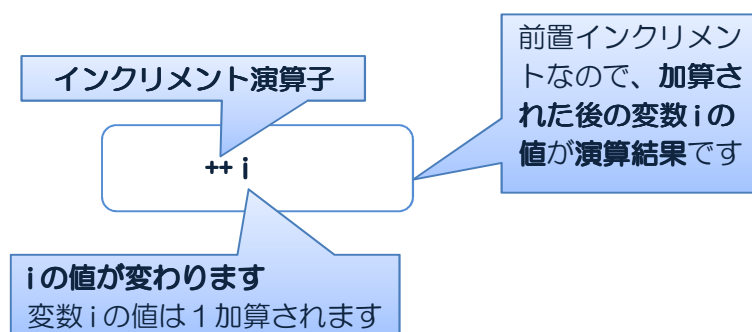 前置インクリメン
トなので、加算さ
れた後の変数iの
値が演算結果です
インクリメント演算子
++ i
iの値が変わります
変数iの値は1加算されます